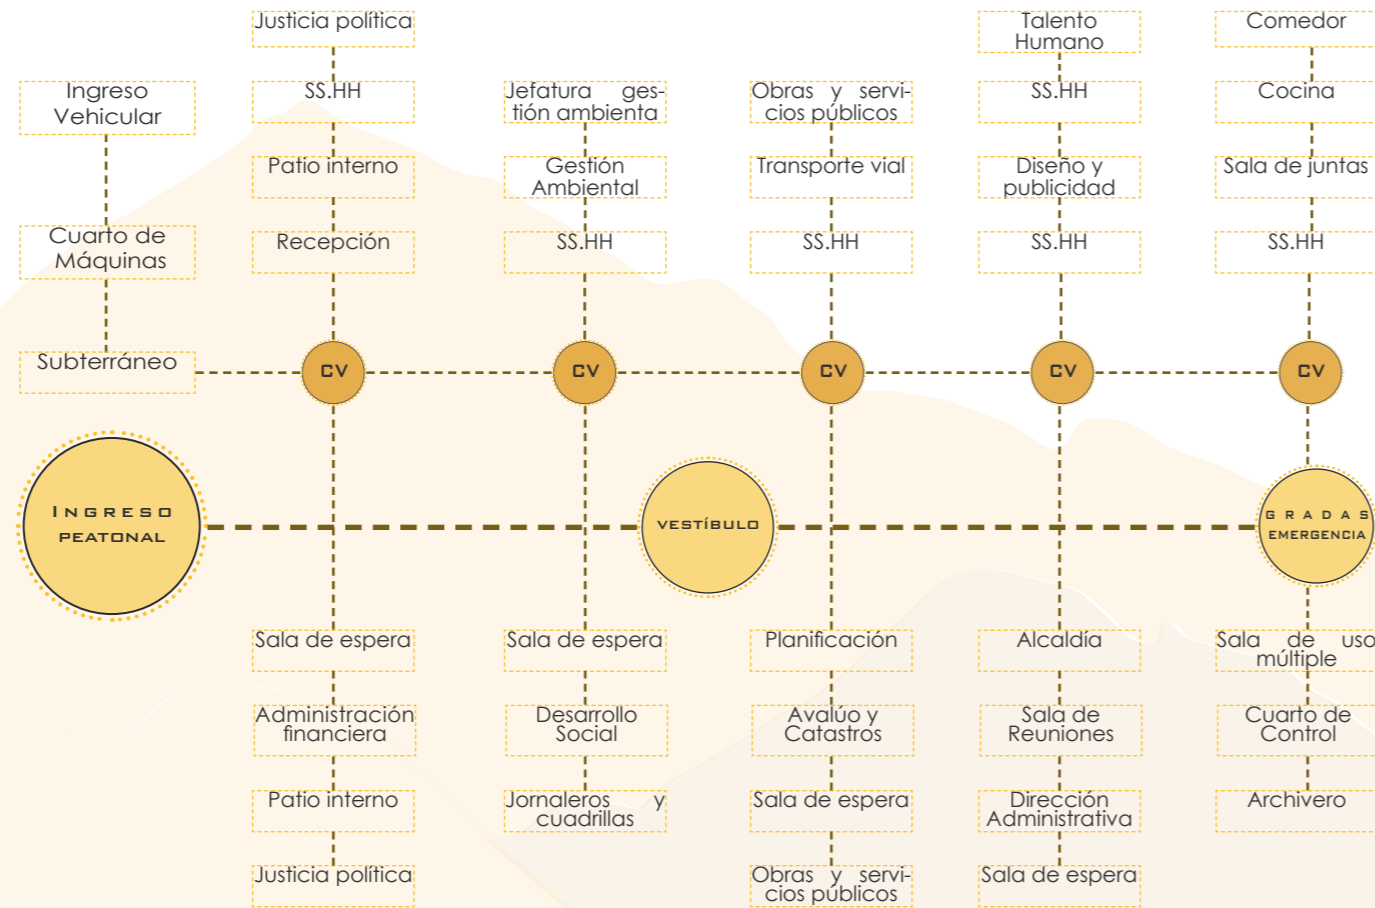 Justicia política
Talento
Humano
Comedor
Ingreso
Vehicular
SS.HH
Jefatura ges-
tión ambienta
Obras y servi-
cios públicos
SS.HH
Cocina
Patio interno
Gestión
Ambiental
Transporte vial
Diseño y
publicidad
Sala de juntas
Cuarto de
Máquinas
Recepción
SS.HH
SS.HH
SS.HH
SS.HH
Subterráneo
CV
CV
CV
CV
CV
INGRESO
PEATONAL
VESTÍBULO
GRADAS
EMERGENCIA
Sala de espera
Sala de espera
Planificación
Alcaldía
Sala de uso
múltiple
Administración
financiera
Desarrollo
Social
Avalúo y
Catastros
Sala de
Reuniones
Cuarto de
Control
Patio interno
Jornaleros y
cuadrillas
Sala de espera
Dirección
Administrativa
Archivero
Justicia política
Obras y servi-
cios públicos
Sala de espera